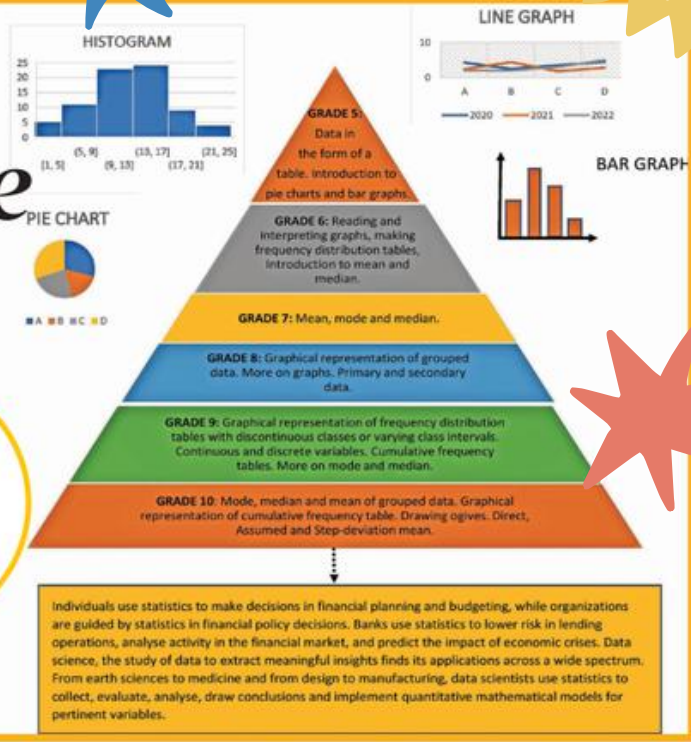 HISTOGRAM
25
20
15
10
5
0
(5, 9]
(13, 17]
(21, 25]
[1, 5]
(9, 13]
(17, 21]
LINE GRAPH
10
0
A B C D
2020 2021 2022
e
PIE CHART
A B C D
BAR GRAPH
GRADE 5:
Data in
the form of a
table. Introduction to
pie charts and bar graphs.
GRADE 6: Reading and
interpreting graphs, making
frequency distribution tables,
Introduction to mean and
median.
GRADE 7: Mean, mode and median.
GRADE 8: Graphical representation of grouped
data. More on graphs. Primary and secondary
data.
GRADE 9: Graphical representation of frequency distribution
tables with discontinuous classes or varying class intervals.
Continuous and discrete variables. Cumulative frequency
tables. More on mode and median.
GRADE 10: Mode, median and mean of grouped data. Graphical
representation of cumulative frequency table. Drawing ogives. Direct,
Assumed and Step-deviation mean.
Individuals use statistics to make decisions in financial planning and budgeting, while organizations
are guided by statistics in financial policy decisions. Banks use statistics to lower risk in lending
operations, analyse activity in the financial market, and predict the impact of economic crises. Data
science, the study of data to extract meaningful insights finds its applications across a wide spectrum.
From earth sciences to medicine and from design to manufacturing, data scientists use statistics to
collect, evaluate, analyse, draw conclusions and implement quantitative mathematical models for
pertinent variables.